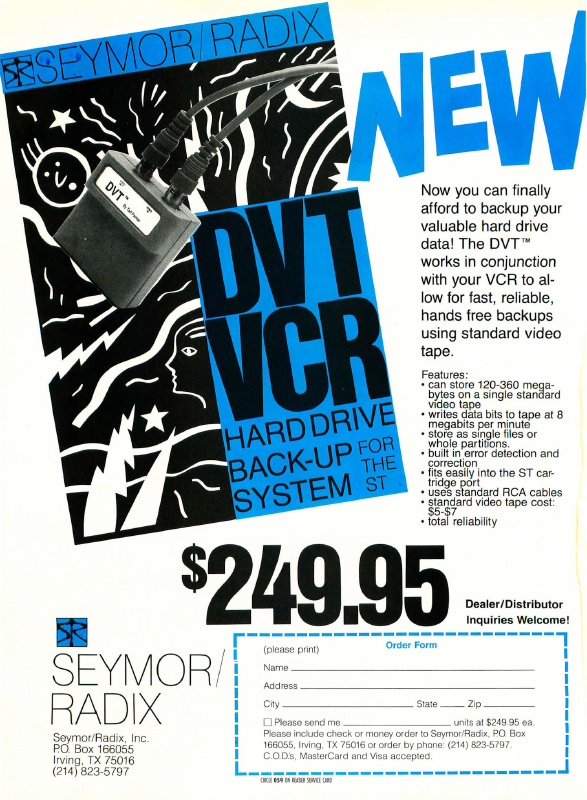 SEYMOR/RADIX
NEW
DVT™
DVT
VCR
HARD DRIVE
BACK-UP FOR
THE
SYSTEM ST
Now you can finally
afford to backup your
valuable hard drive
data! The DVT™
works in conjunction
with your VCR to al-
low for fast, reliable,
hands free backups
using standard video
tape.
Features:
• can store 120-360 mega-
bytes on a single standard
video tape
• writes data bits to tape at 8
megabits per minute
• store as single files or
whole partitions.
• built in error detection and
correction
• fits easily into the ST car-
tridge port
• uses standard RCA cables
• standard video tape cost:
$5-$7
• total reliability
$249.95
Dealer/Distributor
Inquiries Welcome!
SEYMOR/
RADIX
Seymor/Radix, Inc.
P.O. Box 166055
Irving, TX 75016
(214) 823-5797
(please print) Order Form
Name
Address
City State Zip
Please send me units at $249.95 ea.
Please include check or money order to Seymor/Radix, P.O. Box
166055, Irving, TX 75016 or order by phone: (214) 823-5797.
C.O.D's, MasterCard and Visa accepted.
CIRCLE 059 ON READER SERVICE CARD